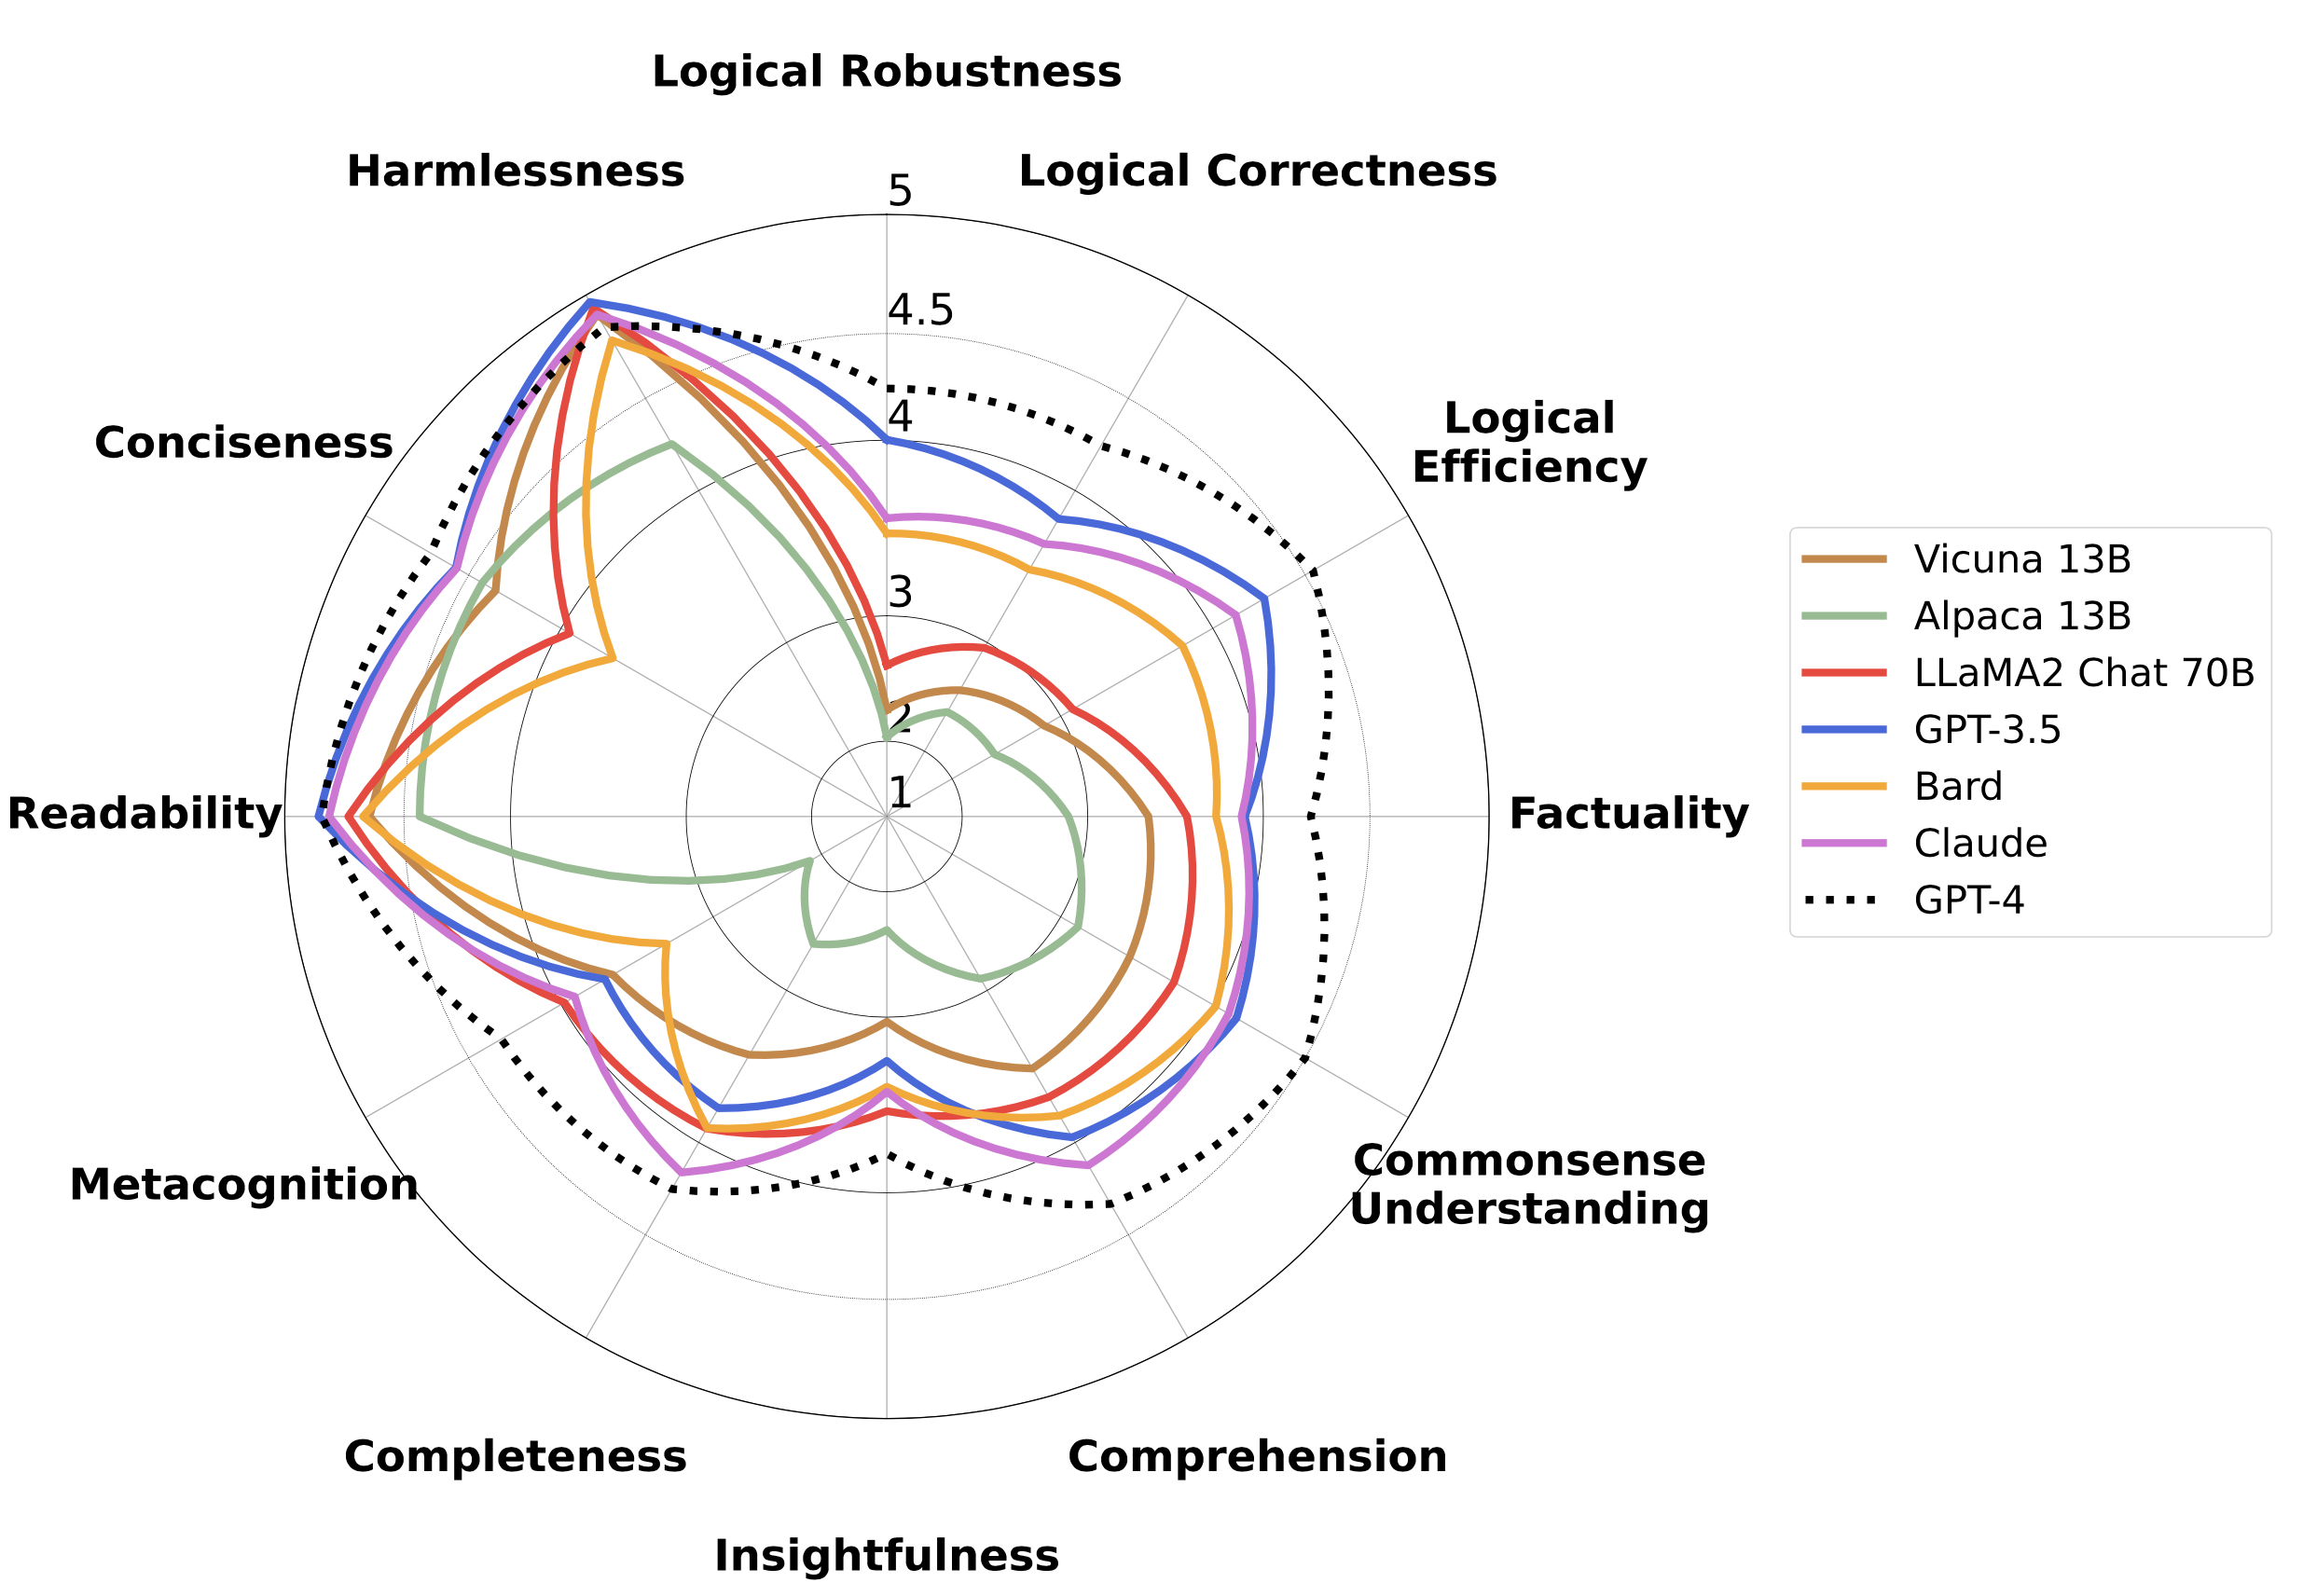 Logical Robustness
Harmlessness
Logical Correctness
5
4.5
Conciseness
4
Logical
Efficiency
3
Vicuna 13B
Alpaca 13B
LLaMA2 Chat 70B
GPT-3.5
Bard
Claude
GPT-4
2
1
Readability
Factuality
Metacognition
Commonsense
Understanding
Completeness
Comprehension
Insightfulness